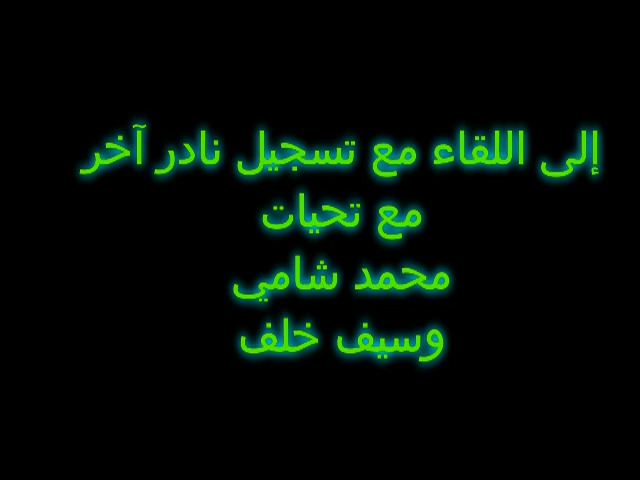 إلى اللقاء مع تسجيل نادر آخر
مع تحيات
محمد شامي
وسيف خلف